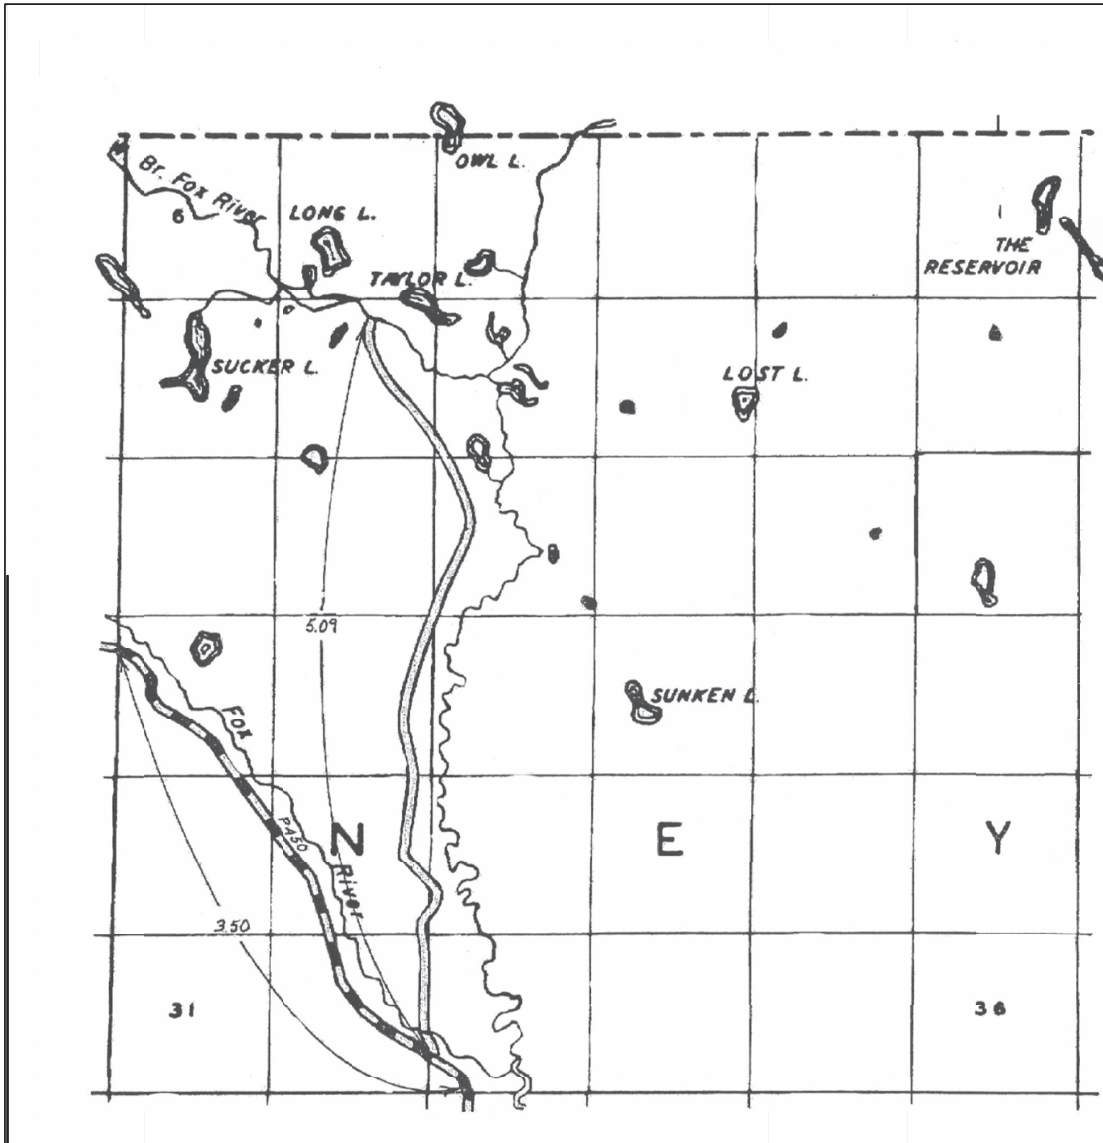 OWL L.
Br. Fox River
6
LONG L.
THE
RESERVOIR
TAYLOR L.
SUCKER L.
LOST L.
5.09
SUNKEN L.
Fox
P450
N E Y
River
3.50
31
36